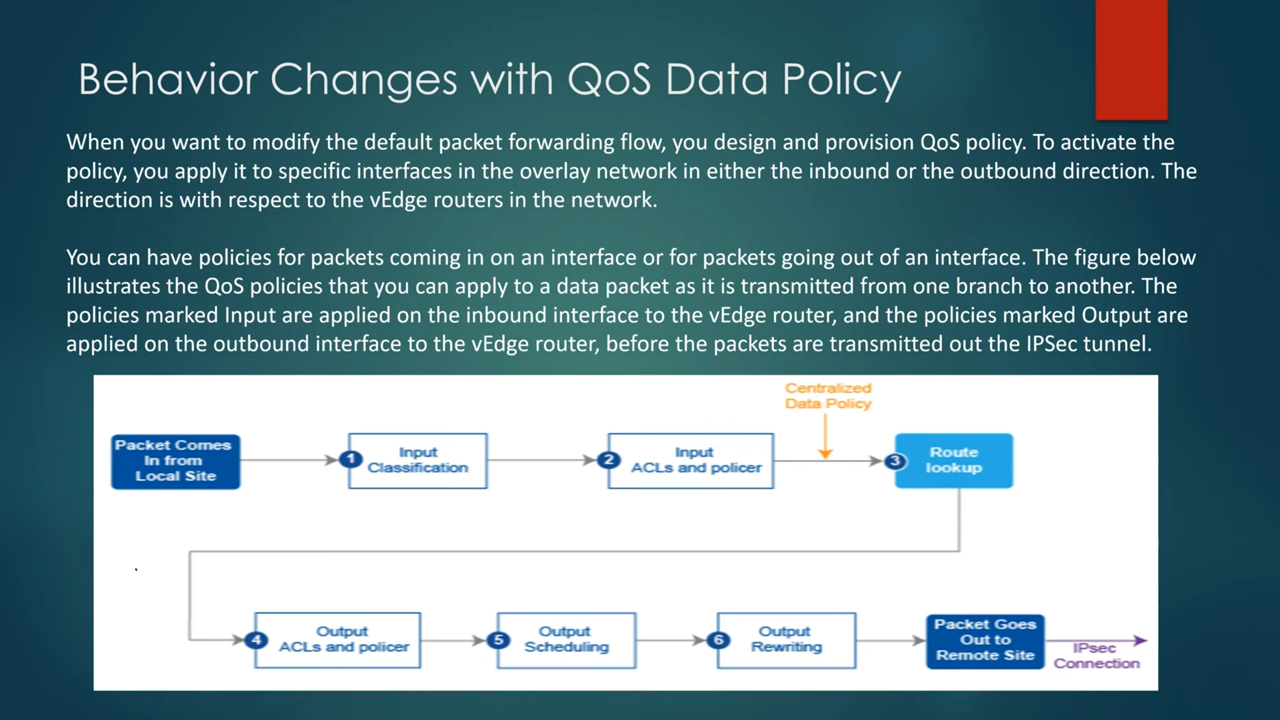 Behavior Changes with QoS Data Policy
When you want to modify the default packet forwarding flow, you design and provision QoS policy. To activate the
policy, you apply it to specific interfaces in the overlay network in either the inbound or the outbound direction. The
direction is with respect to the vEdge routers in the network.
You can have policies for packets coming in on an interface or for packets going out of an interface. The figure below
illustrates the QoS policies that you can apply to a data packet as it is transmitted from one branch to another. The
policies marked Input are applied on the inbound interface to the vEdge router, and the policies marked Output are
applied on the outbound interface to the vEdge router, before the packets are transmitted out the IPSec tunnel.
Centralized
Data Policy
Packet Comes
In from
Local Site
1
Input
Classification
2
Input
ACLs and policer
3
Route
lookup
4
Output
ACLs and policer
5
Output
Scheduling
6
Output
Rewriting
Packet Goes
Out to
Remote Site
IPsec
Connection